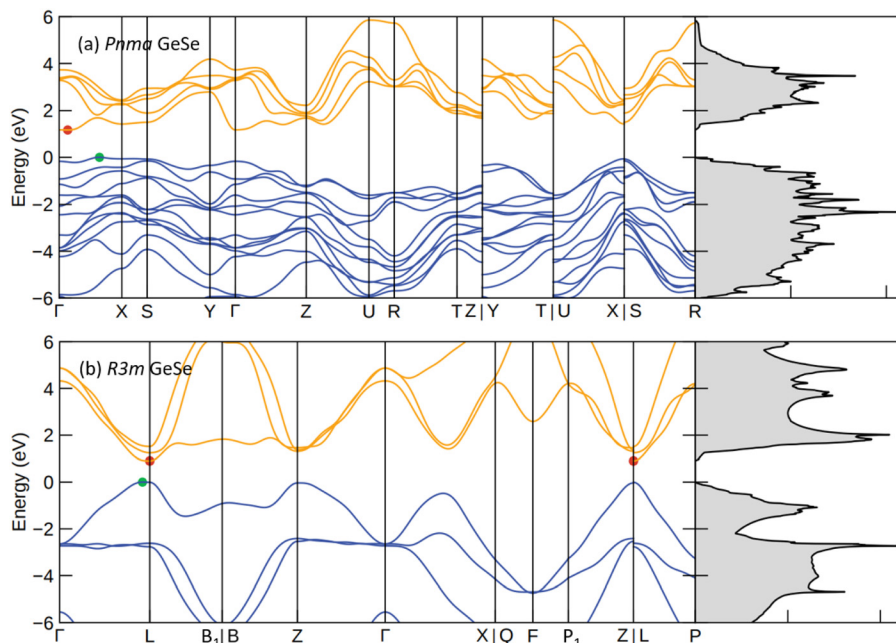 (a) Pnma GeSe
Energy (eV)
6
4
2
0
−2
−4
−6
Γ X S Y Γ Z U R T Z|Y T|U X|S R
(b) R3m GeSe
Energy (eV)
6
4
2
0
−2
−4
−6
Γ L B₁|B Z Γ X|Q F P₁ Z|L P